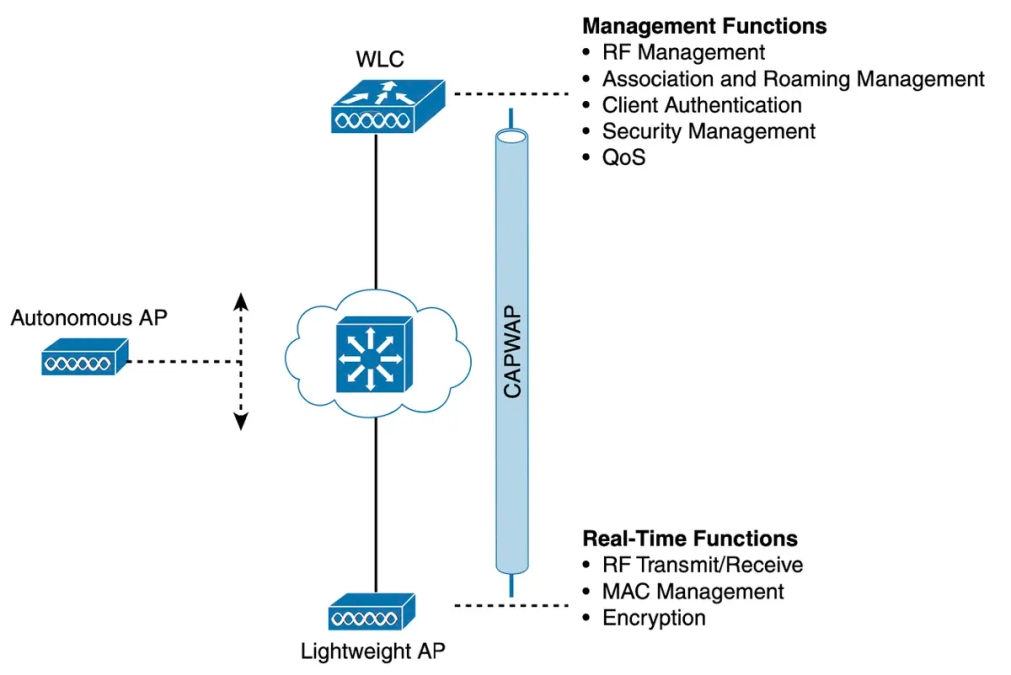 Management Functions
• RF Management
• Association and Roaming Management
• Client Authentication
• Security Management
• QoS
WLC
Autonomous AP
CAPWAP
Real-Time Functions
• RF Transmit/Receive
• MAC Management
• Encryption
Lightweight AP